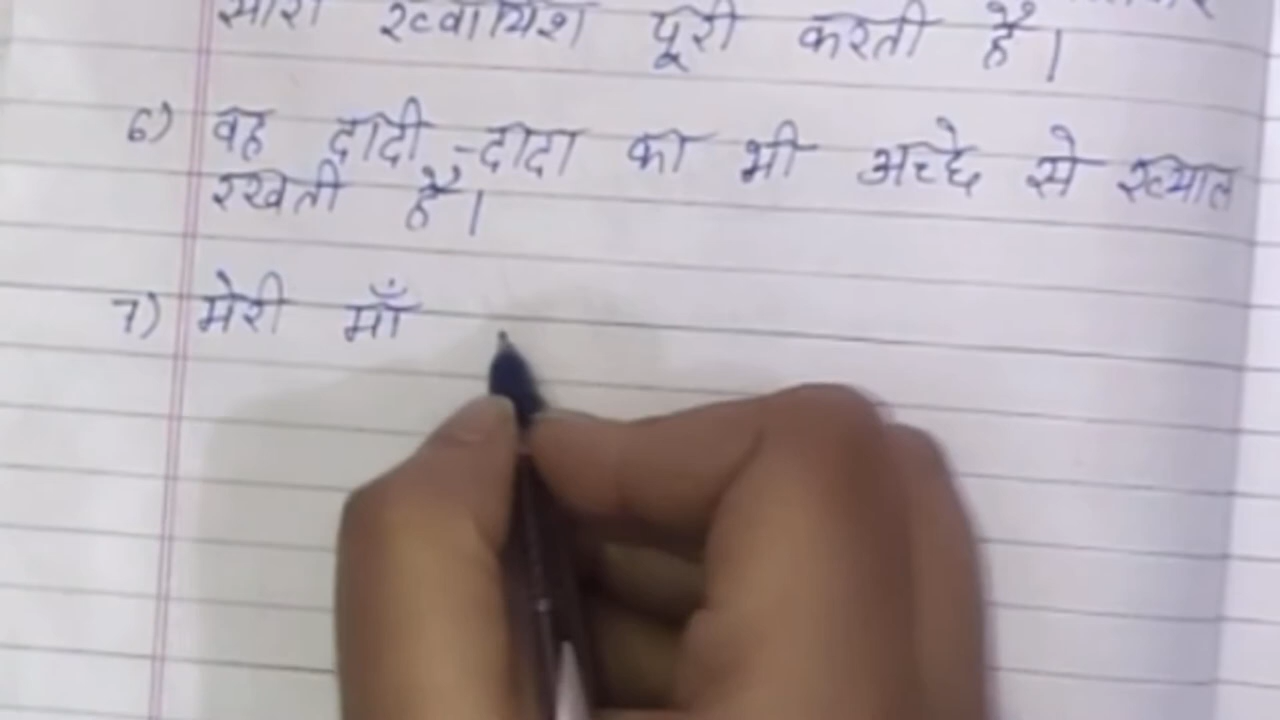 सारी ख्वायिश पूरी करती है।
6) वह दादी-दादा का भी अच्छे से ख्याल
रखती है।
7) मेरी माँ